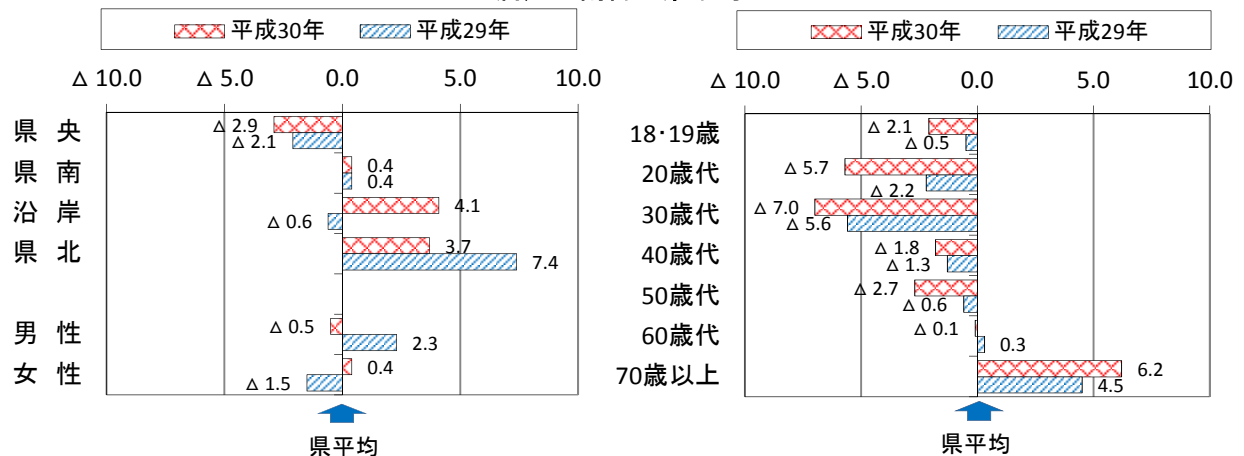 平成30年 平成29年
△ 10.0 △ 5.0 0.0 5.0 10.0
県 央 △ 2.9
△ 2.1
県 南 0.4
0.4
沿 岸 4.1
△ 0.6
県 北 3.7
7.4
男 性 △ 0.5
2.3
女 性 0.4
△ 1.5
県平均
平成30年 平成29年
△ 10.0 △ 5.0 0.0 5.0 10.0
18・19歳 △ 2.1
△ 0.5
20歳代 △ 5.7
△ 2.2
30歳代 △ 7.0
△ 5.6
40歳代 △ 1.8
△ 1.3
50歳代 △ 2.7
△ 0.6
60歳代 △ 0.1
0.3
70歳以上 6.2
4.5
県平均